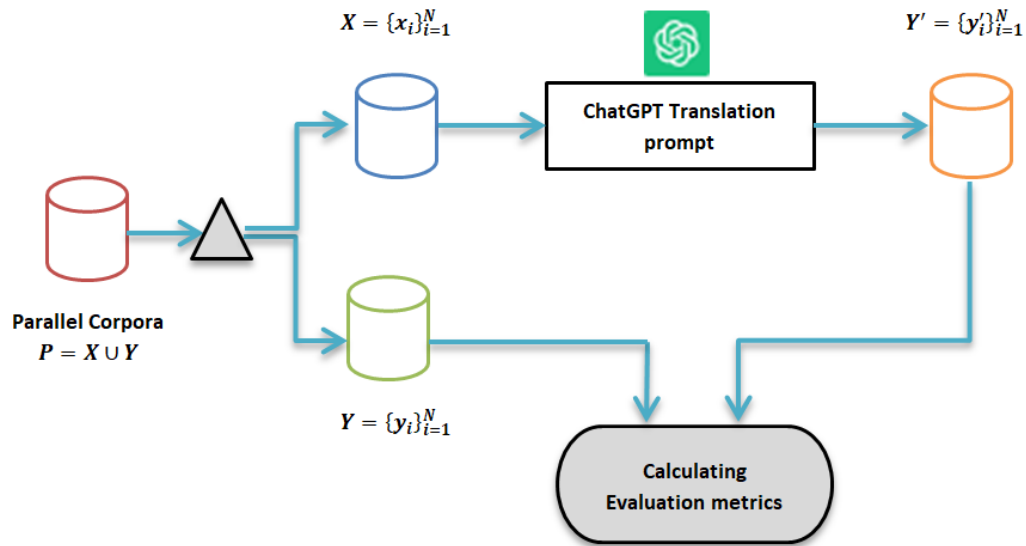 X = {x_i}_{i=1}^N
Y′ = {y′_i}_{i=1}^N
ChatGPT Translation
prompt
Parallel Corpora
P = X ∪ Y
Y = {y_i}_{i=1}^N
Calculating
Evaluation metrics